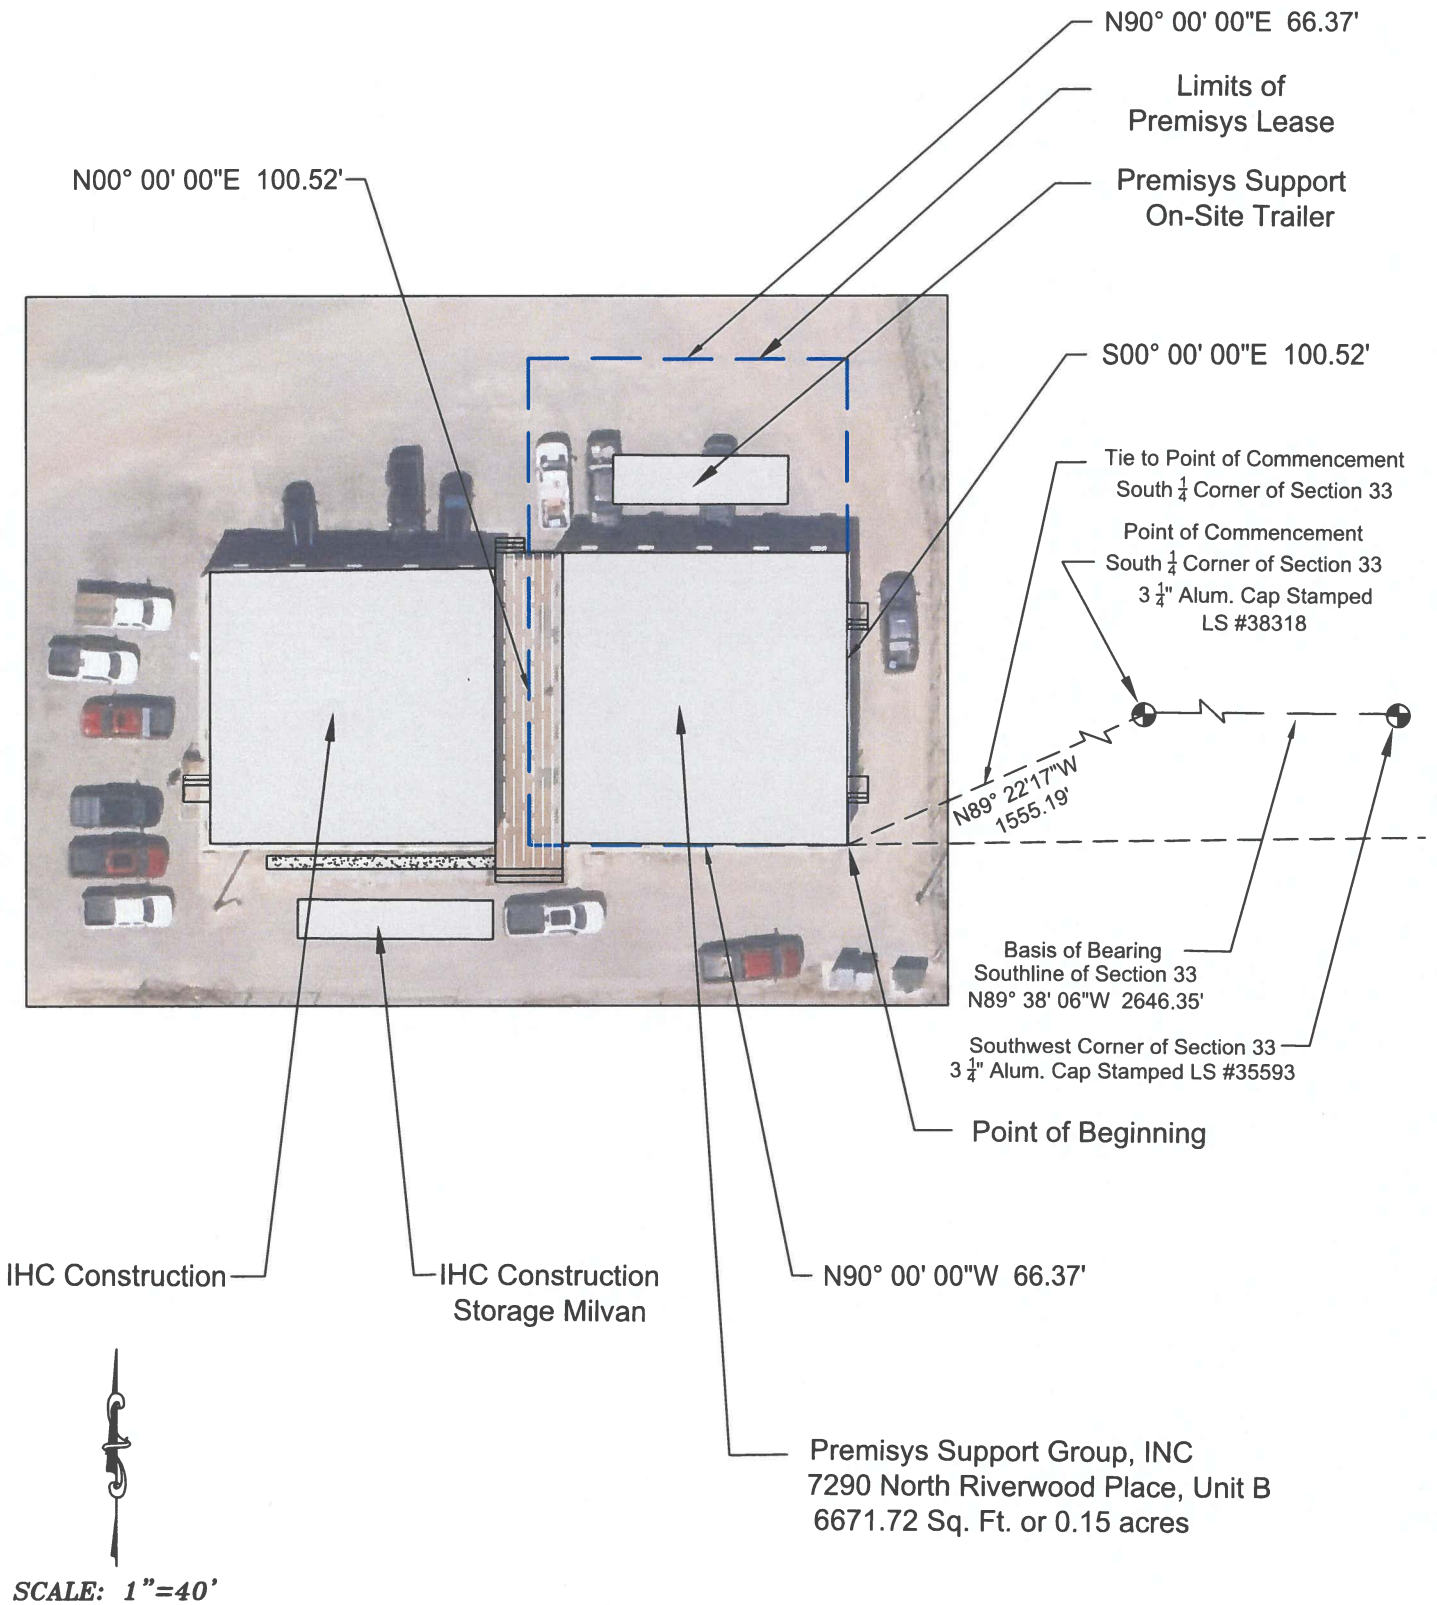 N90° 00' 00"E 66.37'
Limits of
Premisys Lease
N00° 00' 00"E 100.52'
Premisys Support
On-Site Trailer
S00° 00' 00"E 100.52'
Tie to Point of Commencement
South 1/4 Corner of Section 33
Point of Commencement
South 1/4 Corner of Section 33
3 1/4" Alum. Cap Stamped
LS #38318
N89° 22'17"W
1555.19'
Basis of Bearing
Southline of Section 33
N89° 38' 06"W 2646.35'
Southwest Corner of Section 33
3 1/4" Alum. Cap Stamped LS #35593
Point of Beginning
IHC Construction
IHC Construction
Storage Milvan
N90° 00' 00"W 66.37'
Premisys Support Group, INC
7290 North Riverwood Place, Unit B
6671.72 Sq. Ft. or 0.15 acres
SCALE: 1"=40'